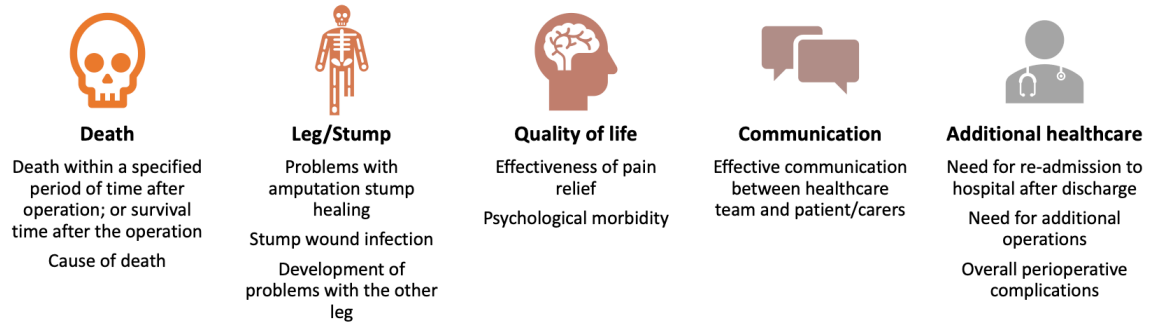 Death
Death within a specified
period of time after
operation; or survival
time after the operation
Cause of death
Leg/Stump
Problems with
amputation stump
healing
Stump wound infection
Development of
problems with the other
leg
Quality of life
Effectiveness of pain
relief
Psychological morbidity
Communication
Effective communication
between healthcare
team and patient/carers
Additional healthcare
Need for re-admission to
hospital after discharge
Need for additional
operations
Overall perioperative
complications